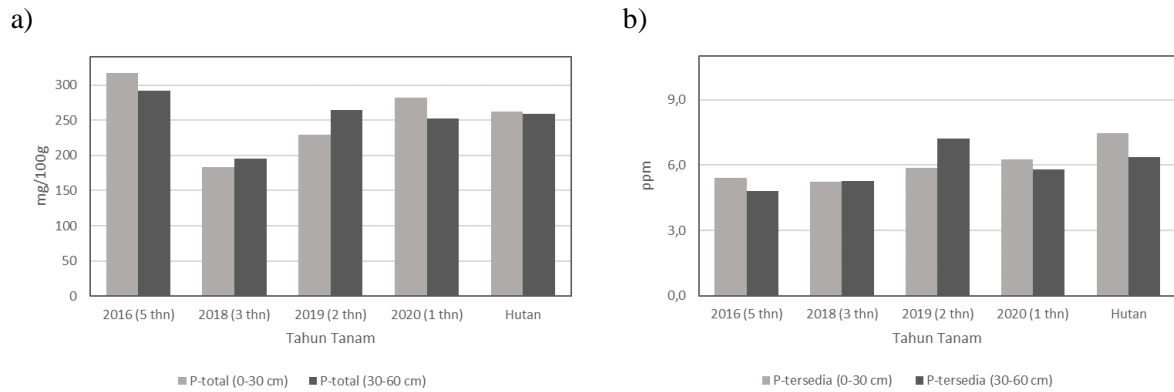 a)
mg/100g
300
250
200
150
100
50
0
2016 (5 thn) 2018 (3 thn) 2019 (2 thn) 2020 (1 thn) Hutan
Tahun Tanam
P-total (0-30 cm) P-total (30-60 cm)
b)
ppm
9,0
6,0
3,0
0,0
2016 (5 thn) 2018 (3 thn) 2019 (2 thn) 2020 (1 thn) Hutan
Tahun Tanam
P-tersedia (0-30 cm) P-tersedia (30-60 cm)